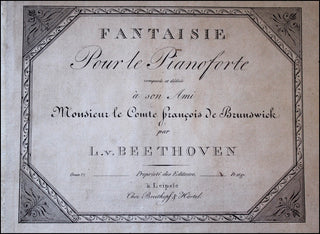 FANTAISIE
Pour le Pianoforte
composée et dédiée
à son Ami
Monsieur le Comte françois de Brunswick
par
L. v. BEETHOVEN
Propriété des Editeurs.
à Leipsic
Chez Breitkopf & Härtel.